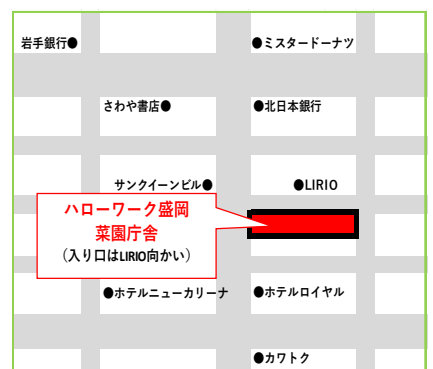 岩手銀行●
●ミスタードーナツ
さわや書店●
●北日本銀行
サンクイーンビル●
●LIRIO
ハローワーク盛岡
菜園庁舎
（入り口はLIRIO向かい）
●ホテルニューカリーナ
●ホテルロイヤル
●カワトク